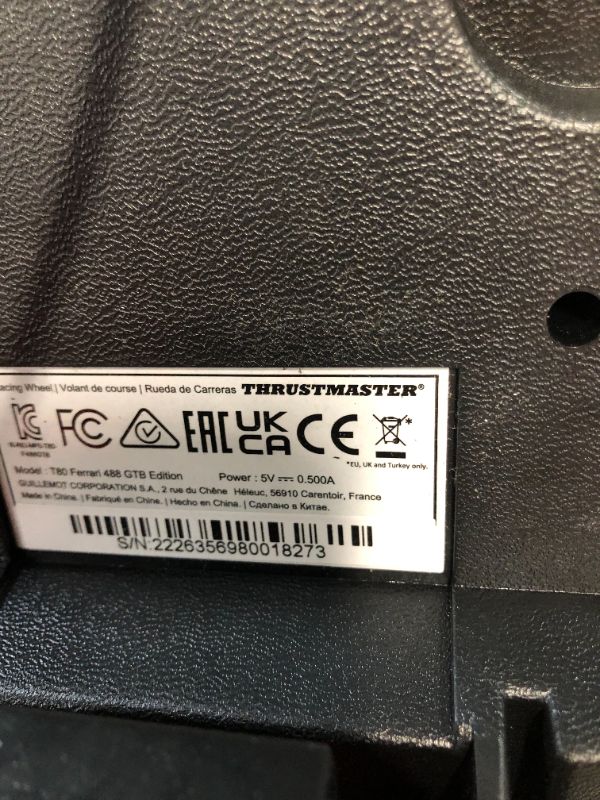 acing Wheel | Volant de course | Rueda de Carreras THRUSTMASTER®
FC EAC UK CA CE *
*EU, UK and Turkey only.
Model : T80 Ferrari 488 GTB Edition Power : 5V 0.500A
GUILLEMOT CORPORATION S.A., 2 rue du Chêne Héleuc, 56910 Carentoir, France
Made in China. | Fabriqué en Chine. | Hecho en China. | Сделано в Китае.
S/N:2226356980018273